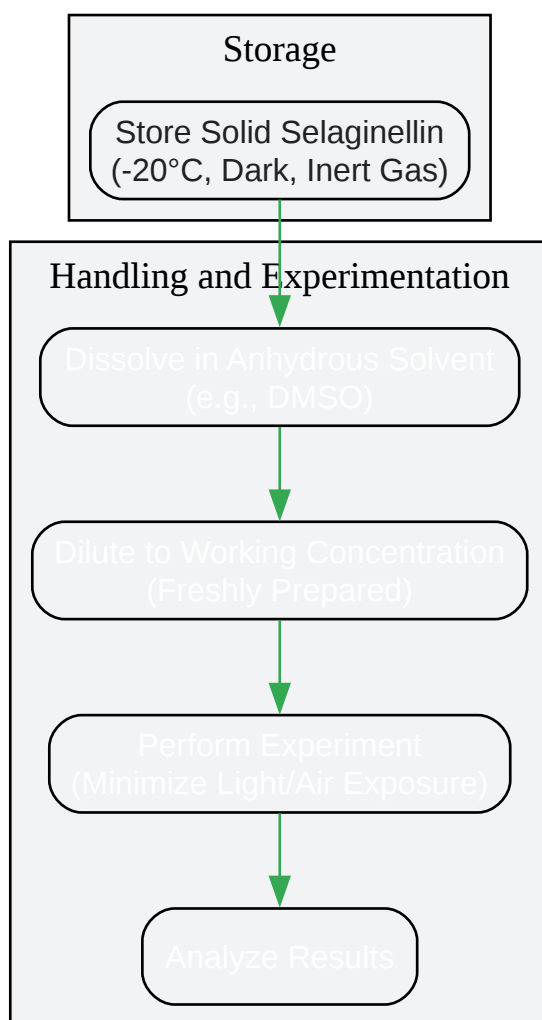 Storage
Store Solid Selaginellin
(-20°C, Dark, Inert Gas)
Handling and Experimentation
Dissolve in Anhydrous Solvent
(e.g., DMSO)
Dilute to Working Concentration
(Freshly Prepared)
Perform Experiment
(Minimize Light/Air Exposure)
Analyze Results